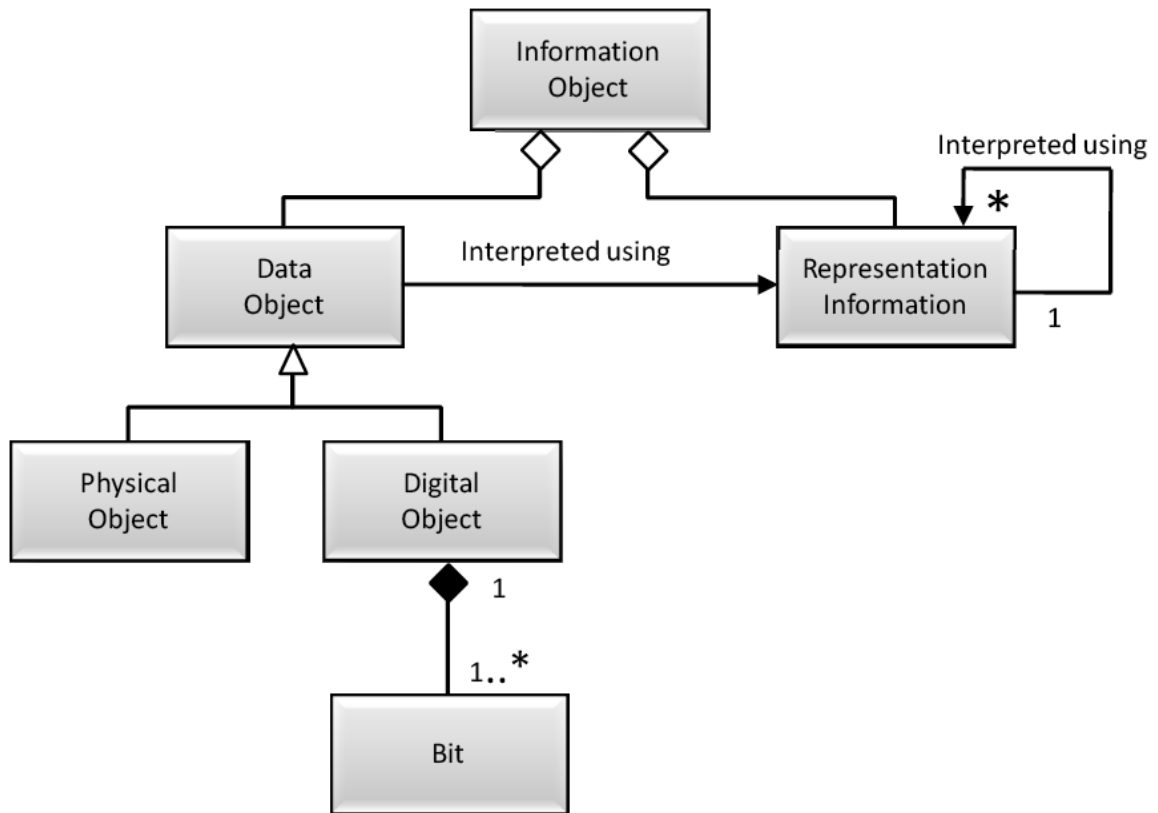 Information
Object
Interpreted using
*
Data
Object
Interpreted using
Representation
Information
1
Physical
Object
Digital
Object
1
1..*
Bit